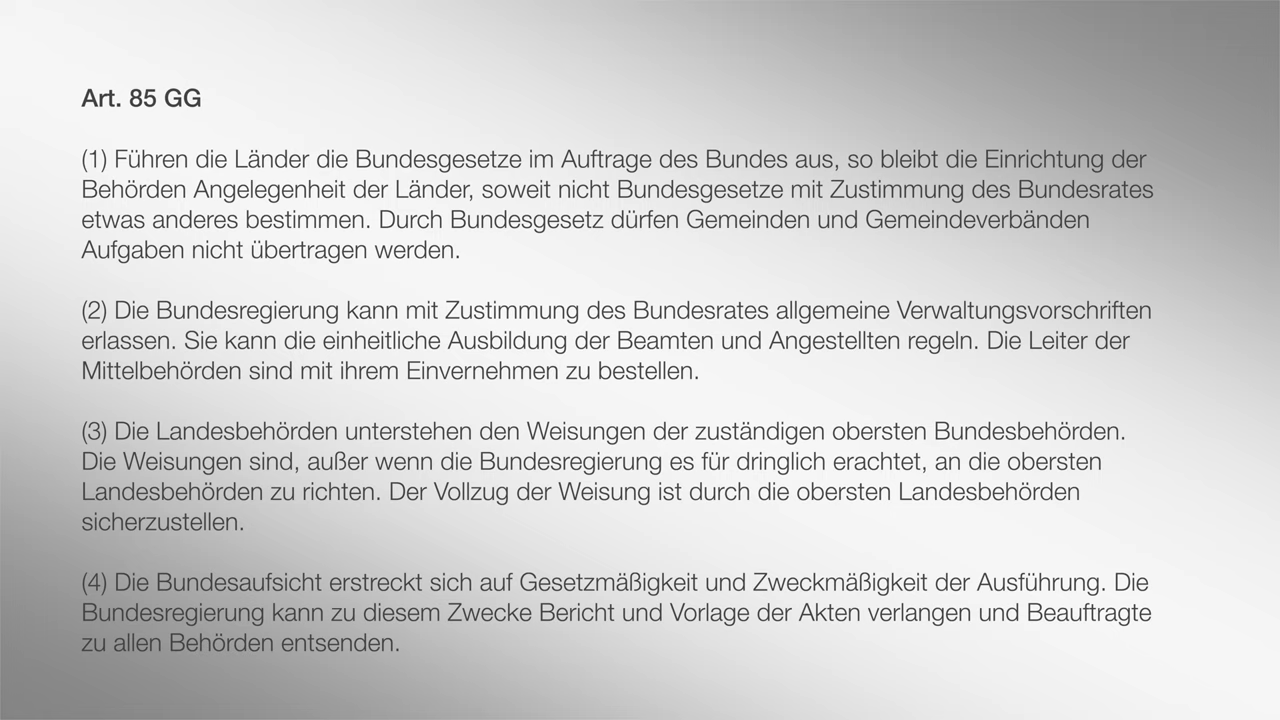 Art. 85 GG
(1) Führen die Länder die Bundesgesetze im Auftrage des Bundes aus, so bleibt die Einrichtung der
Behörden Angelegenheit der Länder, soweit nicht Bundesgesetze mit Zustimmung des Bundesrates
etwas anderes bestimmen. Durch Bundesgesetz dürfen Gemeinden und Gemeindeverbänden
Aufgaben nicht übertragen werden.
(2) Die Bundesregierung kann mit Zustimmung des Bundesrates allgemeine Verwaltungsvorschriften
erlassen. Sie kann die einheitliche Ausbildung der Beamten und Angestellten regeln. Die Leiter der
Mittelbehörden sind mit ihrem Einvernehmen zu bestellen.
(3) Die Landesbehörden unterstehen den Weisungen der zuständigen obersten Bundesbehörden.
Die Weisungen sind, außer wenn die Bundesregierung es für dringlich erachtet, an die obersten
Landesbehörden zu richten. Der Vollzug der Weisung ist durch die obersten Landesbehörden
sicherzustellen.
(4) Die Bundesaufsicht erstreckt sich auf Gesetzmäßigkeit und Zweckmäßigkeit der Ausführung. Die
Bundesregierung kann zu diesem Zwecke Bericht und Vorlage der Akten verlangen und Beauftragte
zu allen Behörden entsenden.